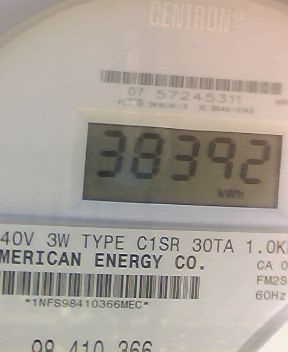 CENTRON®
07 57245311
38392
kWh
40V 3W TYPE C1SR 30TA 1.0K
MERICAN ENERGY CO.
CA 0
FM2S
60Hz
*1NFS98410366MEC*
98 410 366